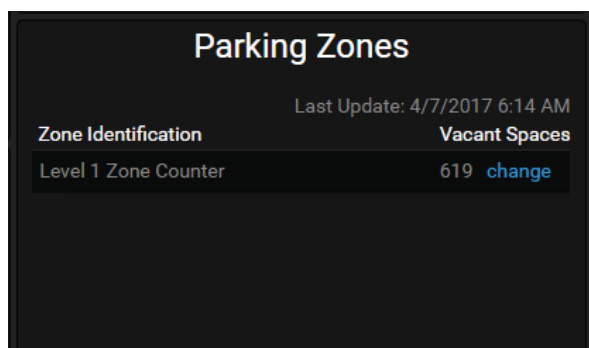 Parking Zones
Last Update: 4/7/2017 6:14 AM
Zone Identification Vacant Spaces
Level 1 Zone Counter 619 change